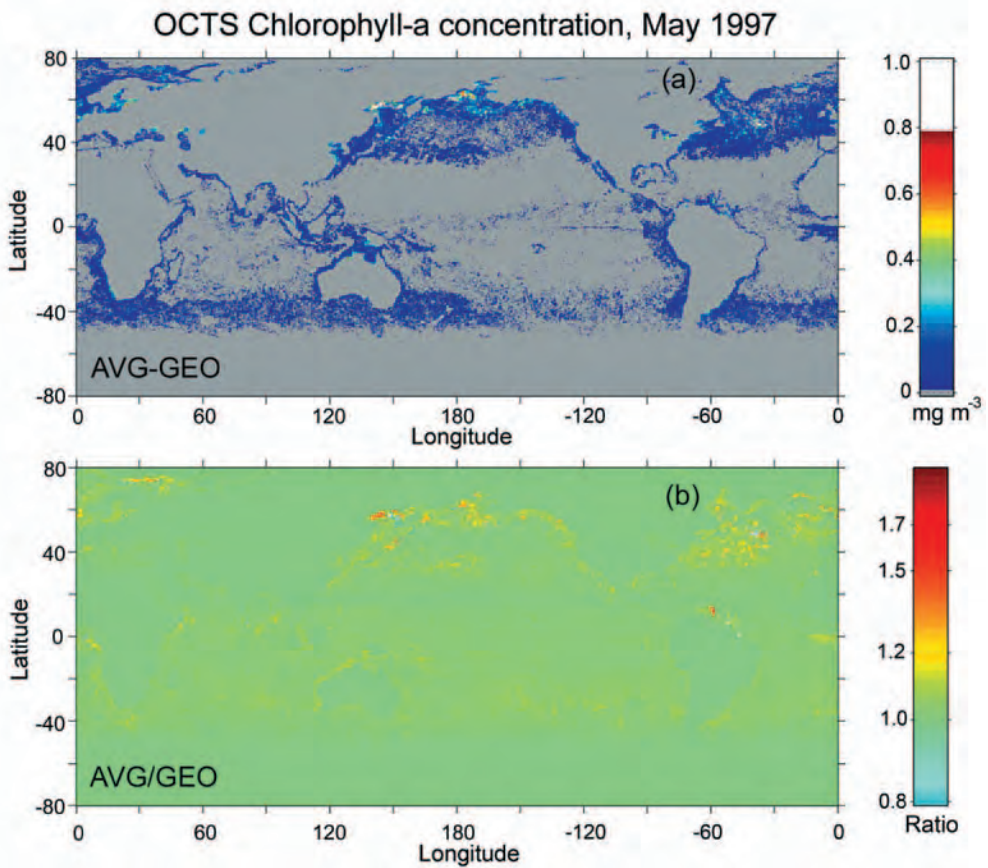 OCTS Chlorophyll-a concentration, May 1997
80
40
0
-40
-80
Latitude
(a)
AVG-GEO
0 60 120 180 -120 -60 0
Longitude
1.0
0.8
0.6
0.4
0.2
0
mg m⁻³
80
40
0
-40
-80
Latitude
(b)
AVG/GEO
0 60 120 180 -120 -60 0
Longitude
1.7
1.5
1.2
1.0
0.8
Ratio